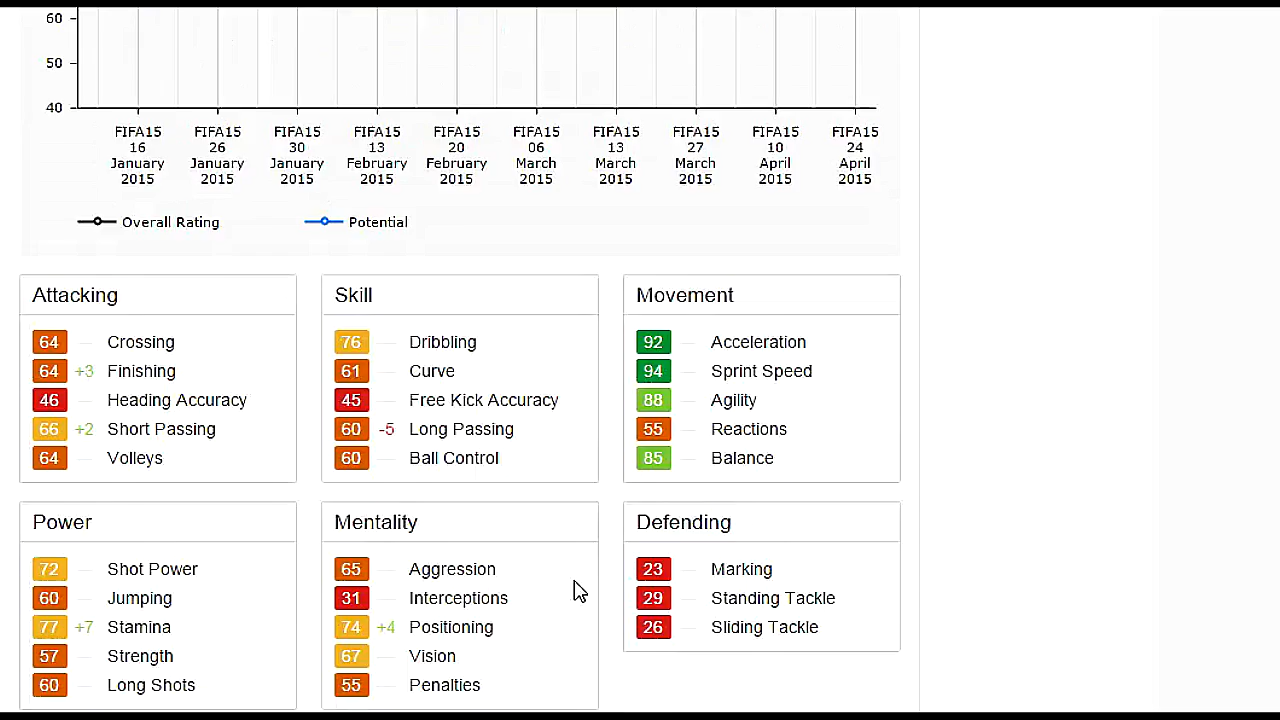 60
50
40
FIFA15 16 January 2015
FIFA15 26 January 2015
FIFA15 30 January 2015
FIFA15 13 February 2015
FIFA15 20 February 2015
FIFA15 06 March 2015
FIFA15 13 March 2015
FIFA15 27 March 2015
FIFA15 10 April 2015
FIFA15 24 April 2015
Overall Rating
Potential
Attacking
64 Crossing
64 +3 Finishing
46 Heading Accuracy
66 +2 Short Passing
64 Volleys
Skill
76 Dribbling
61 Curve
45 Free Kick Accuracy
60 -5 Long Passing
60 Ball Control
Movement
92 Acceleration
94 Sprint Speed
88 Agility
55 Reactions
85 Balance
Power
72 Shot Power
60 Jumping
77 +7 Stamina
57 Strength
60 Long Shots
Mentality
65 Aggression
31 Interceptions
74 +4 Positioning
67 Vision
55 Penalties
Defending
23 Marking
29 Standing Tackle
26 Sliding Tackle